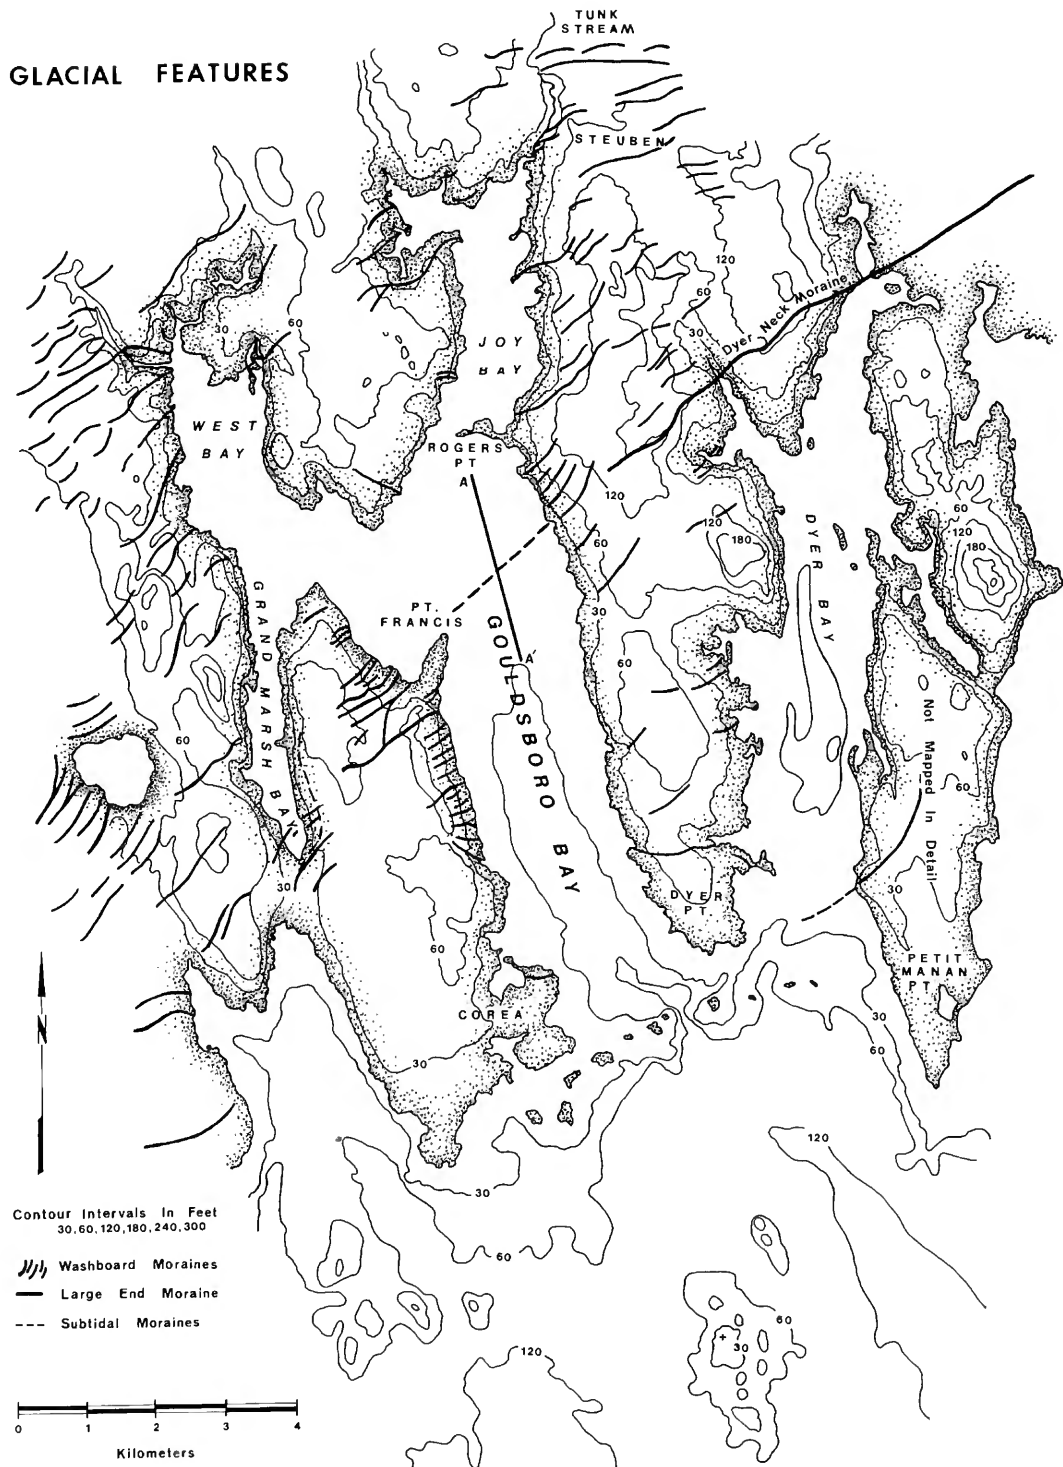 TUNK
STREAM
GLACIAL FEATURES
STEUBEN
120
60
Dyer Neck Moraine
30
30
60
JOY
BAY
WEST
BAY
ROGERS
PT
A
120
60
120
180
60
120
180
DYER BAY
GRAND MARSH BAY
PT.
FRANCIS
30
GOULDSBORO BAY
A'
60
60
Not Mapped In Detail
60
30
30
DYER
PT.
60
PETIT
MANAN
PT.
N
COREA
30
30
60
120
30
60
120
60
30
Contour Intervals In Feet
30,60,120,180,240,300
Washboard Moraines
Large End Moraine
Subtidal Moraines
0 1 2 3 4
Kilometers